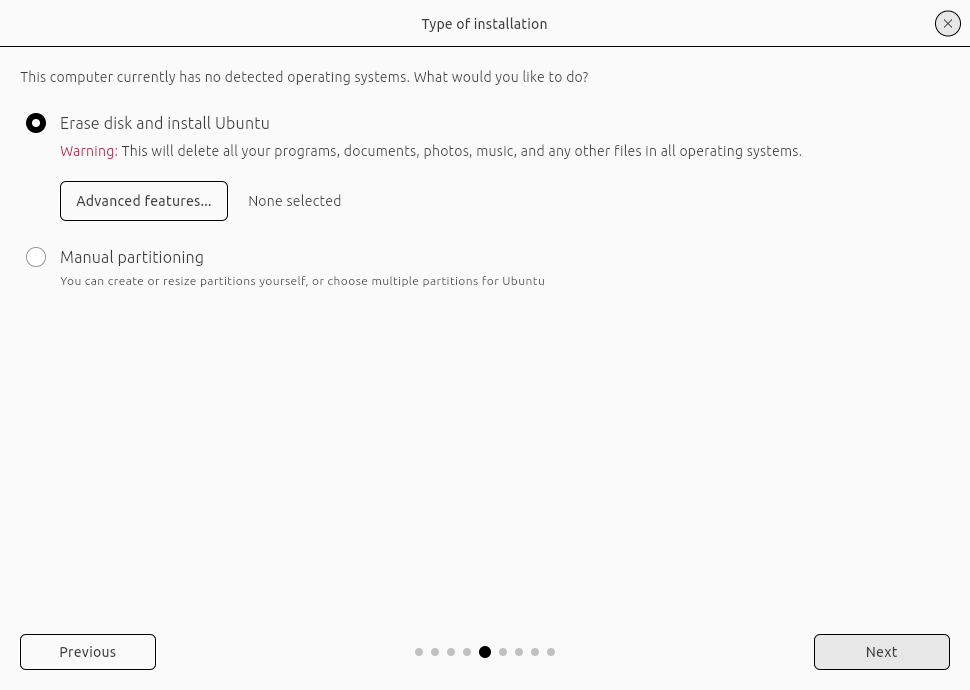 Type of installation
This computer currently has no detected operating systems. What would you like to do?
Erase disk and install Ubuntu
Warning: This will delete all your programs, documents, photos, music, and any other files in all operating systems.
Advanced features... None selected
Manual partitioning
You can create or resize partitions yourself, or choose multiple partitions for Ubuntu
Previous Next